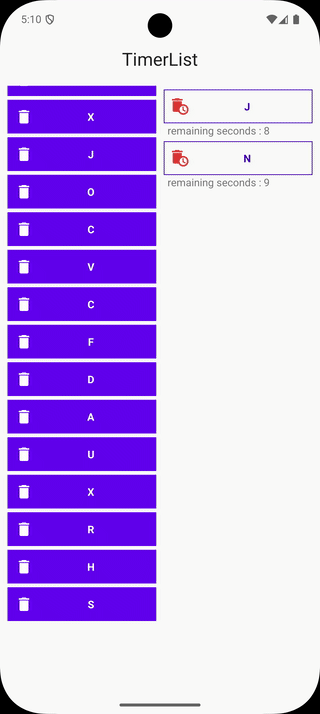 5:10
TimerList
X
J
O
C
V
C
F
D
A
U
X
R
H
S
J
remaining seconds : 8
N
remaining seconds : 9